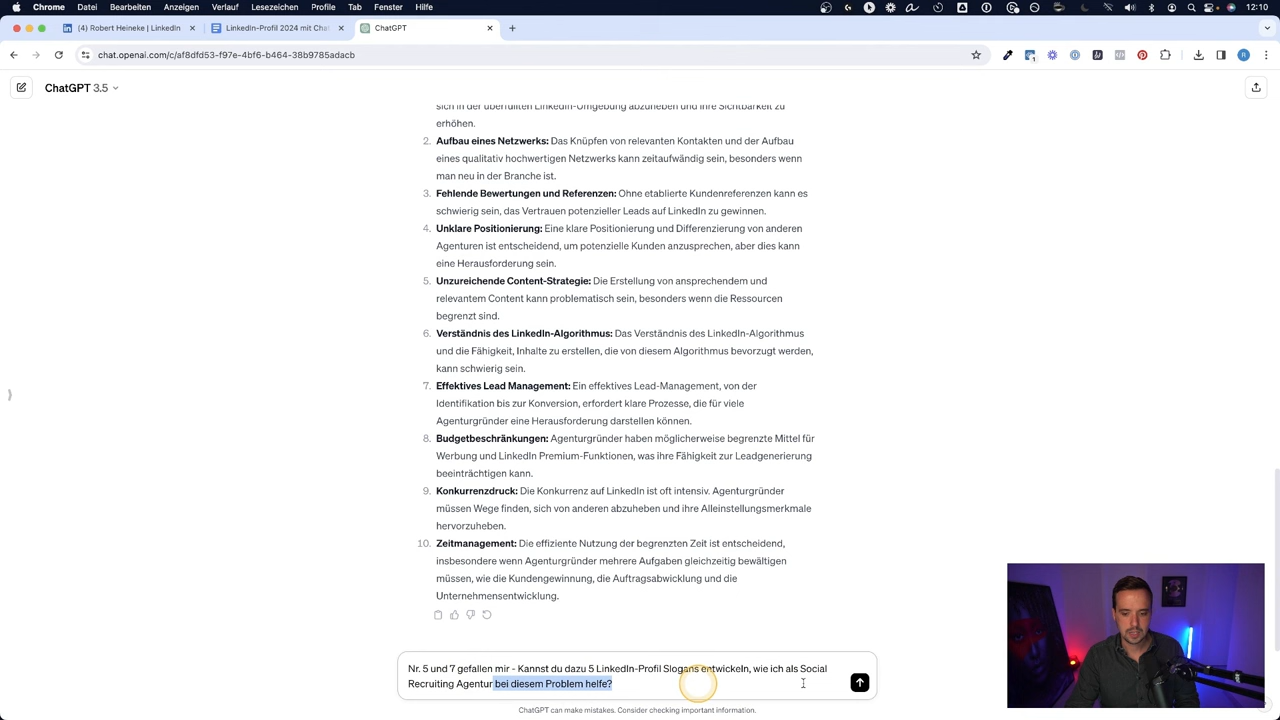 Chrome Ablage Bearbeiten Anzeigen Verlauf Lesezeichen Profile Tab Fenster Hilfe 12:10
(4) Robert Heineke | LinkedIn
LinkedIn-Profil 2024 mit Cha
ChatGPT
chat.openai.com/c/af8dfd53-f97e-4bf6-b464-38b9785adacb
ChatGPT 3.5
sich in der überfüllten LinkedIn-Umgebung abzuheben und ihre Sichtbarkeit zu
erhöhen.
2. Aufbau eines Netzwerks: Das Knüpfen von relevanten Kontakten und der Aufbau
eines qualitativ hochwertigen Netzwerks kann zeitaufwändig sein, besonders wenn
man neu in der Branche ist.
3. Fehlende Bewertungen und Referenzen: Ohne etablierte Kundenreferenzen kann es
schwierig sein, das Vertrauen potenzieller Leads auf LinkedIn zu gewinnen.
4. Unklare Positionierung: Eine klare Positionierung und Differenzierung von anderen
Agenturen ist entscheidend, um potenzielle Kunden anzusprechen, aber dies kann
eine Herausforderung sein.
5. Unzureichende Content-Strategie: Die Erstellung von ansprechendem und
relevantem Content kann problematisch sein, besonders wenn die Ressourcen
begrenzt sind.
6. Verständnis des LinkedIn-Algorithmus: Das Verständnis des LinkedIn-Algorithmus
und die Fähigkeit, Inhalte zu erstellen, die von diesem Algorithmus bevorzugt werden,
kann schwierig sein.
7. Effektives Lead Management: Ein effektives Lead-Management, von der
Identifikation bis zur Konversion, erfordert klare Prozesse, die für viele
Agenturgründer eine Herausforderung darstellen können.
8. Budgetbeschränkungen: Agenturgründer haben möglicherweise begrenzte Mittel für
Werbung und LinkedIn Premium-Funktionen, was ihre Fähigkeit zur Leadgenerierung
beeinträchtigen kann.
9. Konkurrenzdruck: Die Konkurrenz auf LinkedIn ist oft intensiv. Agenturgründer
müssen Wege finden, sich von anderen abzuheben und ihre Alleinstellungsmerkmale
hervorzuheben.
10. Zeitmanagement: Die effiziente Nutzung der begrenzten Zeit ist entscheidend,
insbesondere wenn Agenturgründer mehrere Aufgaben gleichzeitig bewältigen
müssen, wie die Kundengewinnung, die Auftragsabwicklung und die
Unternehmensentwicklung.
Nr. 5 und 7 gefallen mir - Kannst du dazu 5 LinkedIn-Profil Slogans entwickeln, wie ich als Social
Recruiting Agentur bei diesem Problem helfe?
ChatGPT can make mistakes. Consider checking important information.